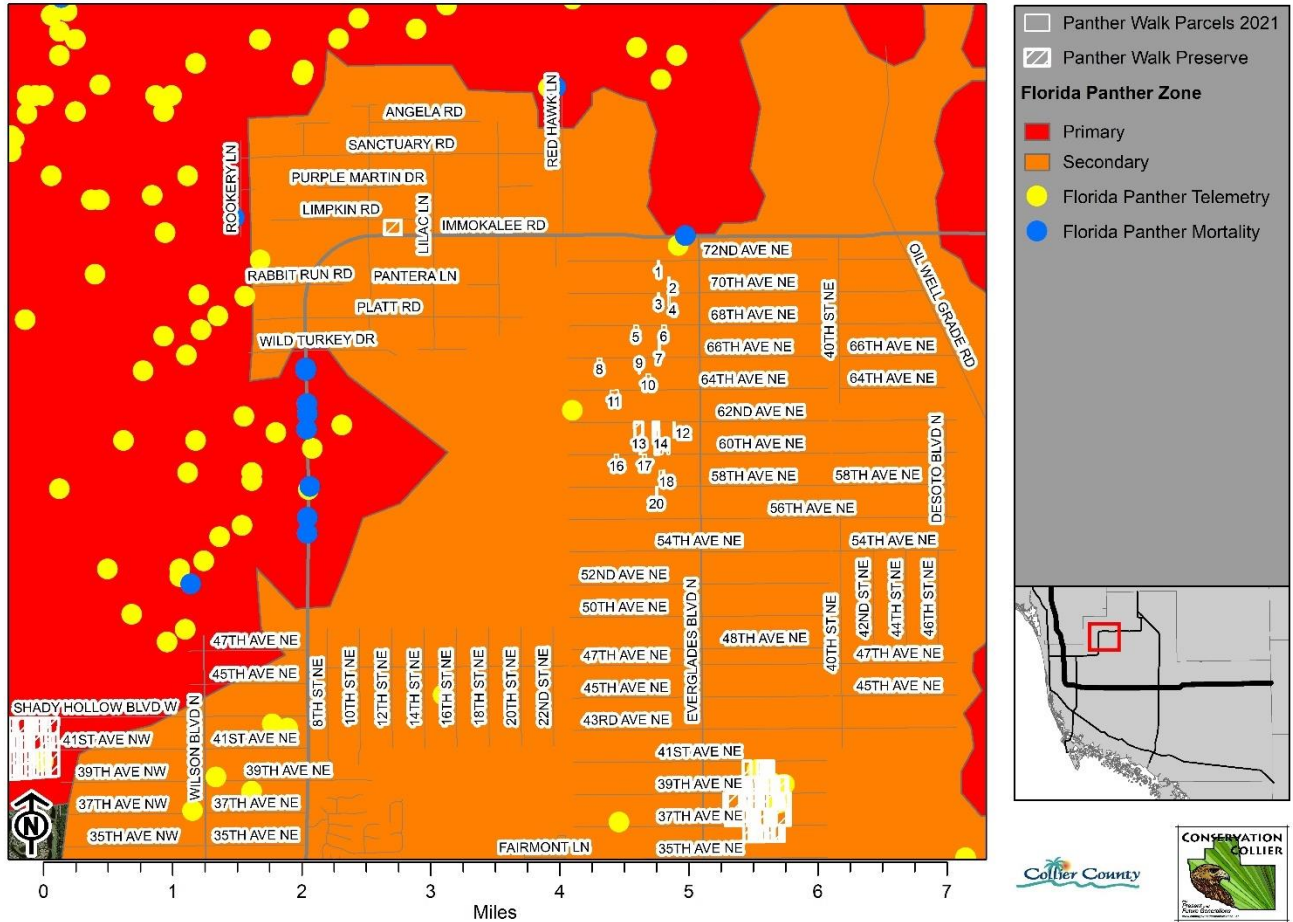 ANGELA RD
SANCTUARY RD
PURPLE MARTIN DR
LIMPKIN RD
LILAC LN
IMMOKALEE RD
ROOKERY LN
RED HAWK LN
RABBIT RUN RD
PANTERA LN
PLATT RD
WILD TURKEY DR
72ND AVE NE
70TH AVE NE
68TH AVE NE
66TH AVE NE
66TH AVE NE
64TH AVE NE
64TH AVE NE
62ND AVE NE
60TH AVE NE
58TH AVE NE
58TH AVE NE
56TH AVE NE
54TH AVE NE
54TH AVE NE
40TH ST NE
OIL WELL GRADE RD
DESOTO BLVD N
1
2
3
4
5
6
7
8
9
10
11
12
13
14
16
17
18
20
52ND AVE NE
50TH AVE NE
48TH AVE NE
47TH AVE NE
47TH AVE NE
45TH AVE NE
45TH AVE NE
43RD AVE NE
41ST AVE NE
39TH AVE NE
37TH AVE NE
35TH AVE NE
EVERGLADES BLVD N
40TH ST NE
42ND ST NE
44TH ST NE
46TH ST NE
47TH AVE NE
45TH AVE NE
8TH ST NE
10TH ST NE
12TH ST NE
14TH ST NE
16TH ST NE
18TH ST NE
20TH ST NE
22ND ST NE
SHADY HOLLOW BLVD W
WILSON BLVD N
41ST AVE NW
41ST AVE NE
39TH AVE NW
39TH AVE NE
37TH AVE NW
37TH AVE NE
35TH AVE NW
35TH AVE NE
FAIRMONT LN
N
0 1 2 3 4 5 6 7
Miles
Panther Walk Parcels 2021
Panther Walk Preserve
Florida Panther Zone
Primary
Secondary
Florida Panther Telemetry
Florida Panther Mortality
Collier County
CONSERVATION
COLLIER